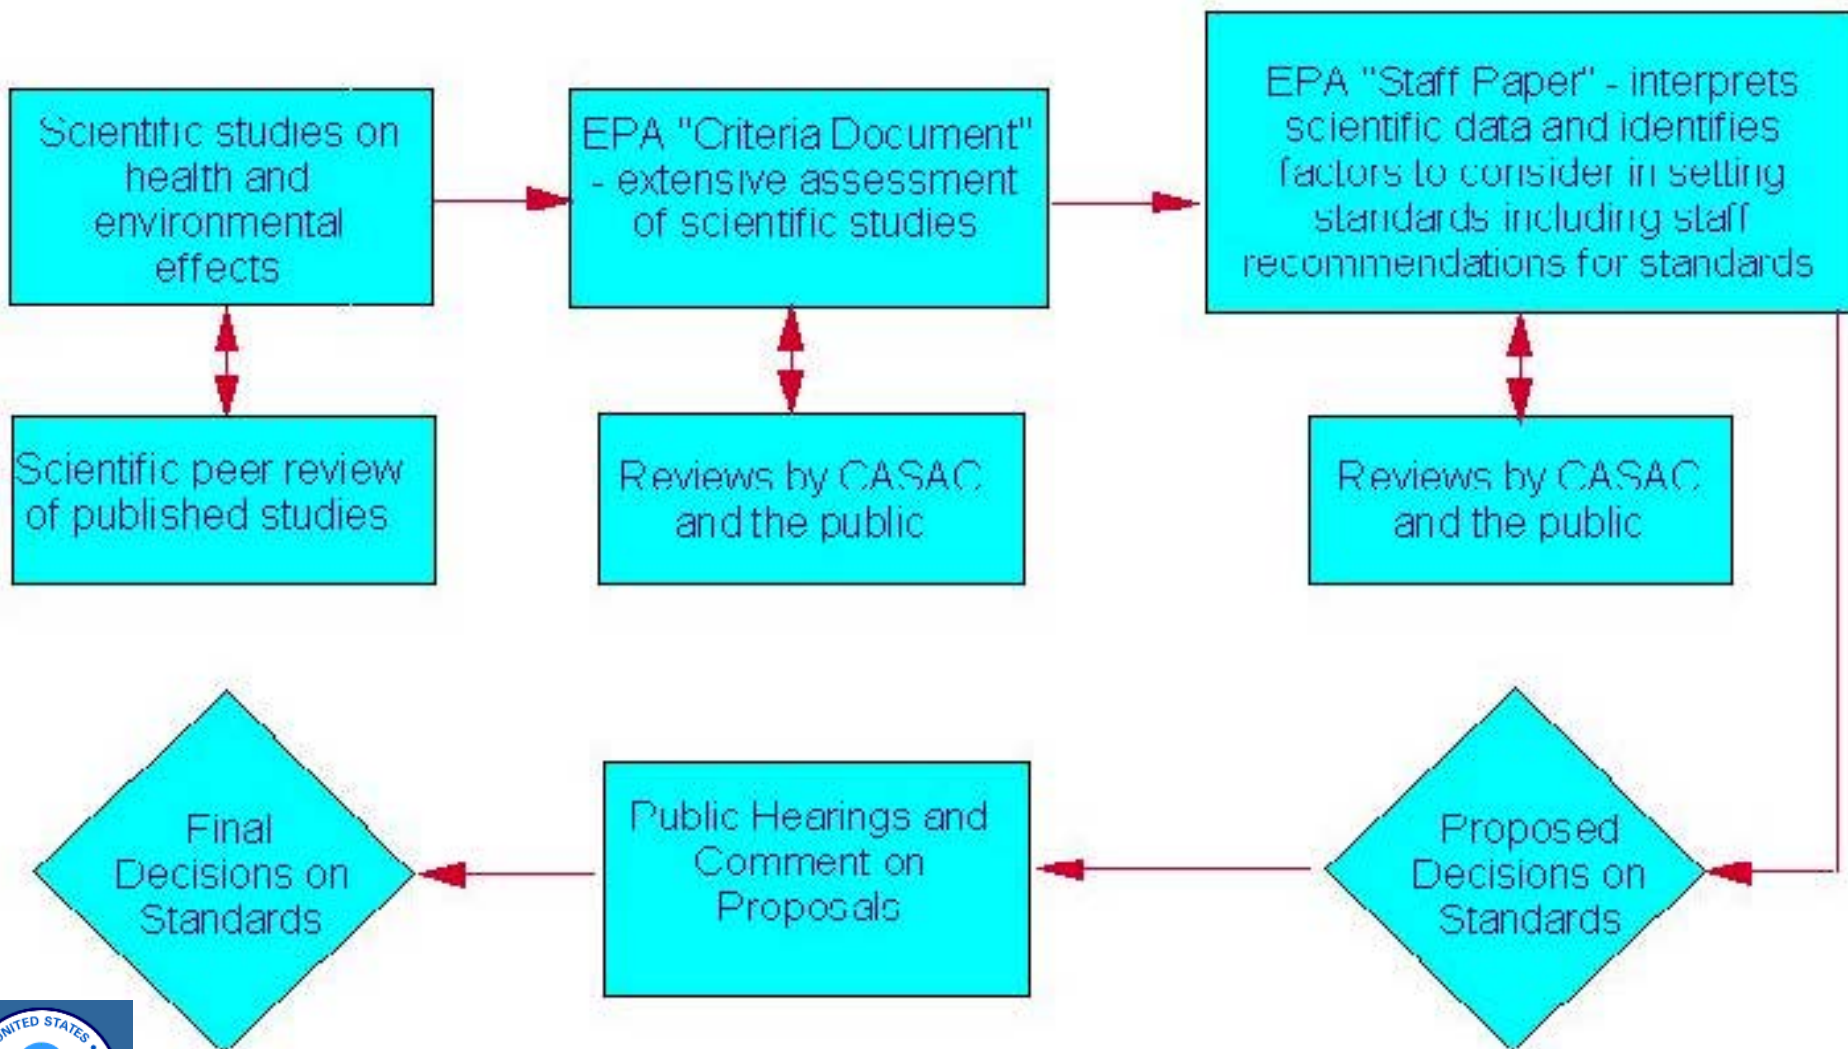 Scientific studies on
health and
environmental
effects
EPA "Criteria Document"
- extensive assessment
of scientific studies
EPA "Staff Paper" - interprets
scientific data and identifies
factors to consider in setting
standards including staff
recommendations for standards
Scientific peer review
of published studies
Reviews by CASAC
and the public
Reviews by CASAC
and the public
Final
Decisions on
Standards
Public Hearings and
Comment on
Proposals
Proposed
Decisions on
Standards
UNITED STATES